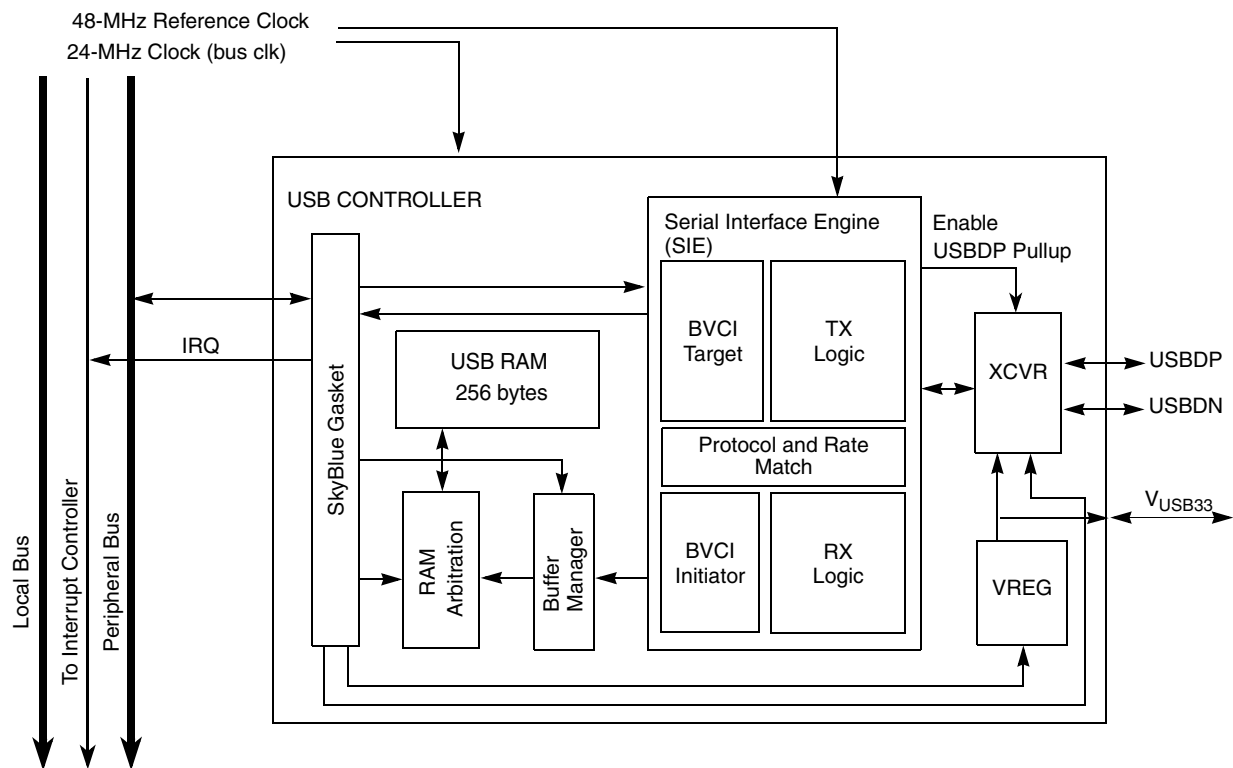 48-MHz Reference Clock
24-MHz Clock (bus clk)
USB CONTROLLER
Serial Interface Engine
(SIE)
Enable
USBDP Pullup
BVCI
Target
TX
Logic
XCVR
USBDP
USBDN
IRQ
USB RAM
256 bytes
SkyBlue Gasket
Protocol and Rate
Match
VUSB33
RAM
Arbitration
Buffer
Manager
BVCI
Initiator
RX
Logic
VREG
Local Bus
To Interrupt Controller
Peripheral Bus